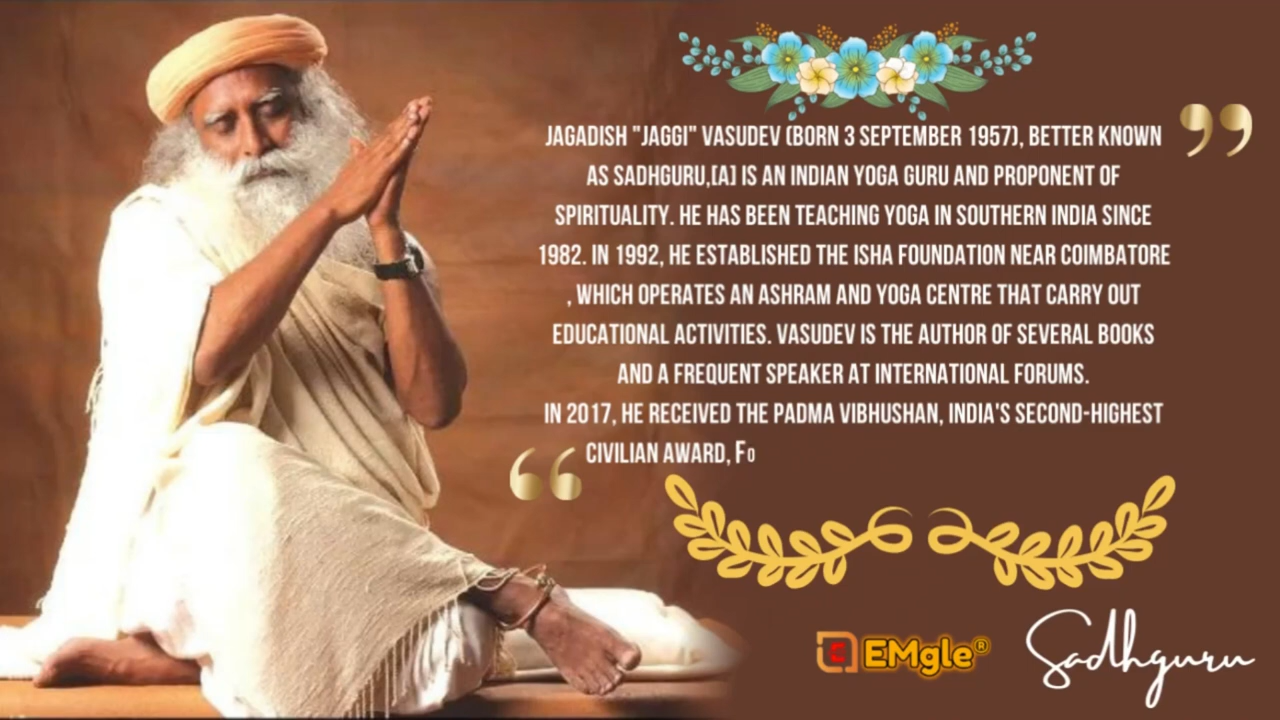 JAGADISH "JAGGI" VASUDEV (BORN 3 SEPTEMBER 1957), BETTER KNOWN
AS SADHGURU,[A] IS AN INDIAN YOGA GURU AND PROPONENT OF
SPIRITUALITY. HE HAS BEEN TEACHING YOGA IN SOUTHERN INDIA SINCE
1982. IN 1992, HE ESTABLISHED THE ISHA FOUNDATION NEAR COIMBATORE
, WHICH OPERATES AN ASHRAM AND YOGA CENTRE THAT CARRY OUT
EDUCATIONAL ACTIVITIES. VASUDEV IS THE AUTHOR OF SEVERAL BOOKS
AND A FREQUENT SPEAKER AT INTERNATIONAL FORUMS.
IN 2017, HE RECEIVED THE PADMA VIBHUSHAN, INDIA'S SECOND-HIGHEST
CIVILIAN AWARD, FO
EMgle®
Sadhguru